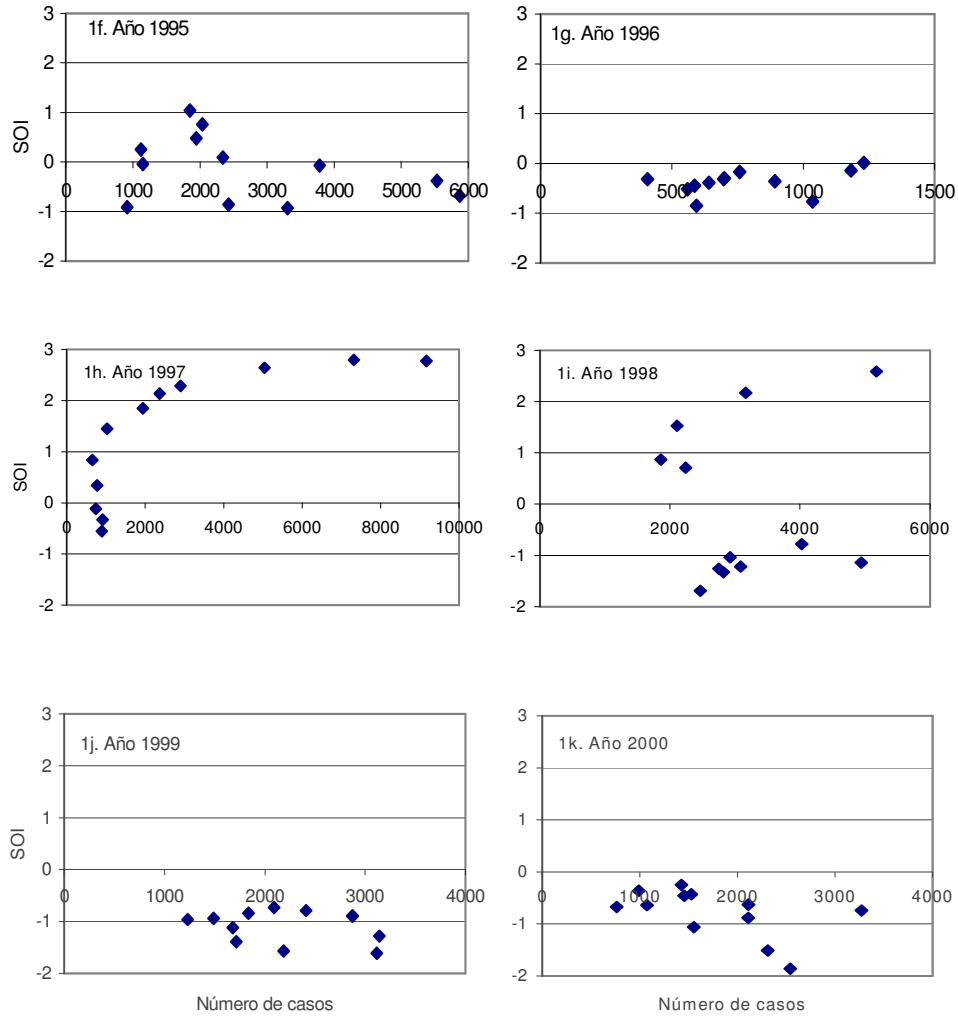 1f. Año 1995
3
2
1
0
-1
-2
SOI
0 1000 2000 3000 4000 5000 6000
1g. Año 1996
3
2
1
0
-1
-2
0 500 1000 1500
1h. Año 1997
3
2
1
0
-1
-2
SOI
0 2000 4000 6000 8000 10000
1i. Año 1998
3
2
1
0
-1
-2
0 2000 4000 6000
1j. Año 1999
3
2
1
0
-1
-2
SOI
0 1000 2000 3000 4000
Número de casos
1k. Año 2000
3
2
1
0
-1
-2
0 1000 2000 3000 4000
Número de casos